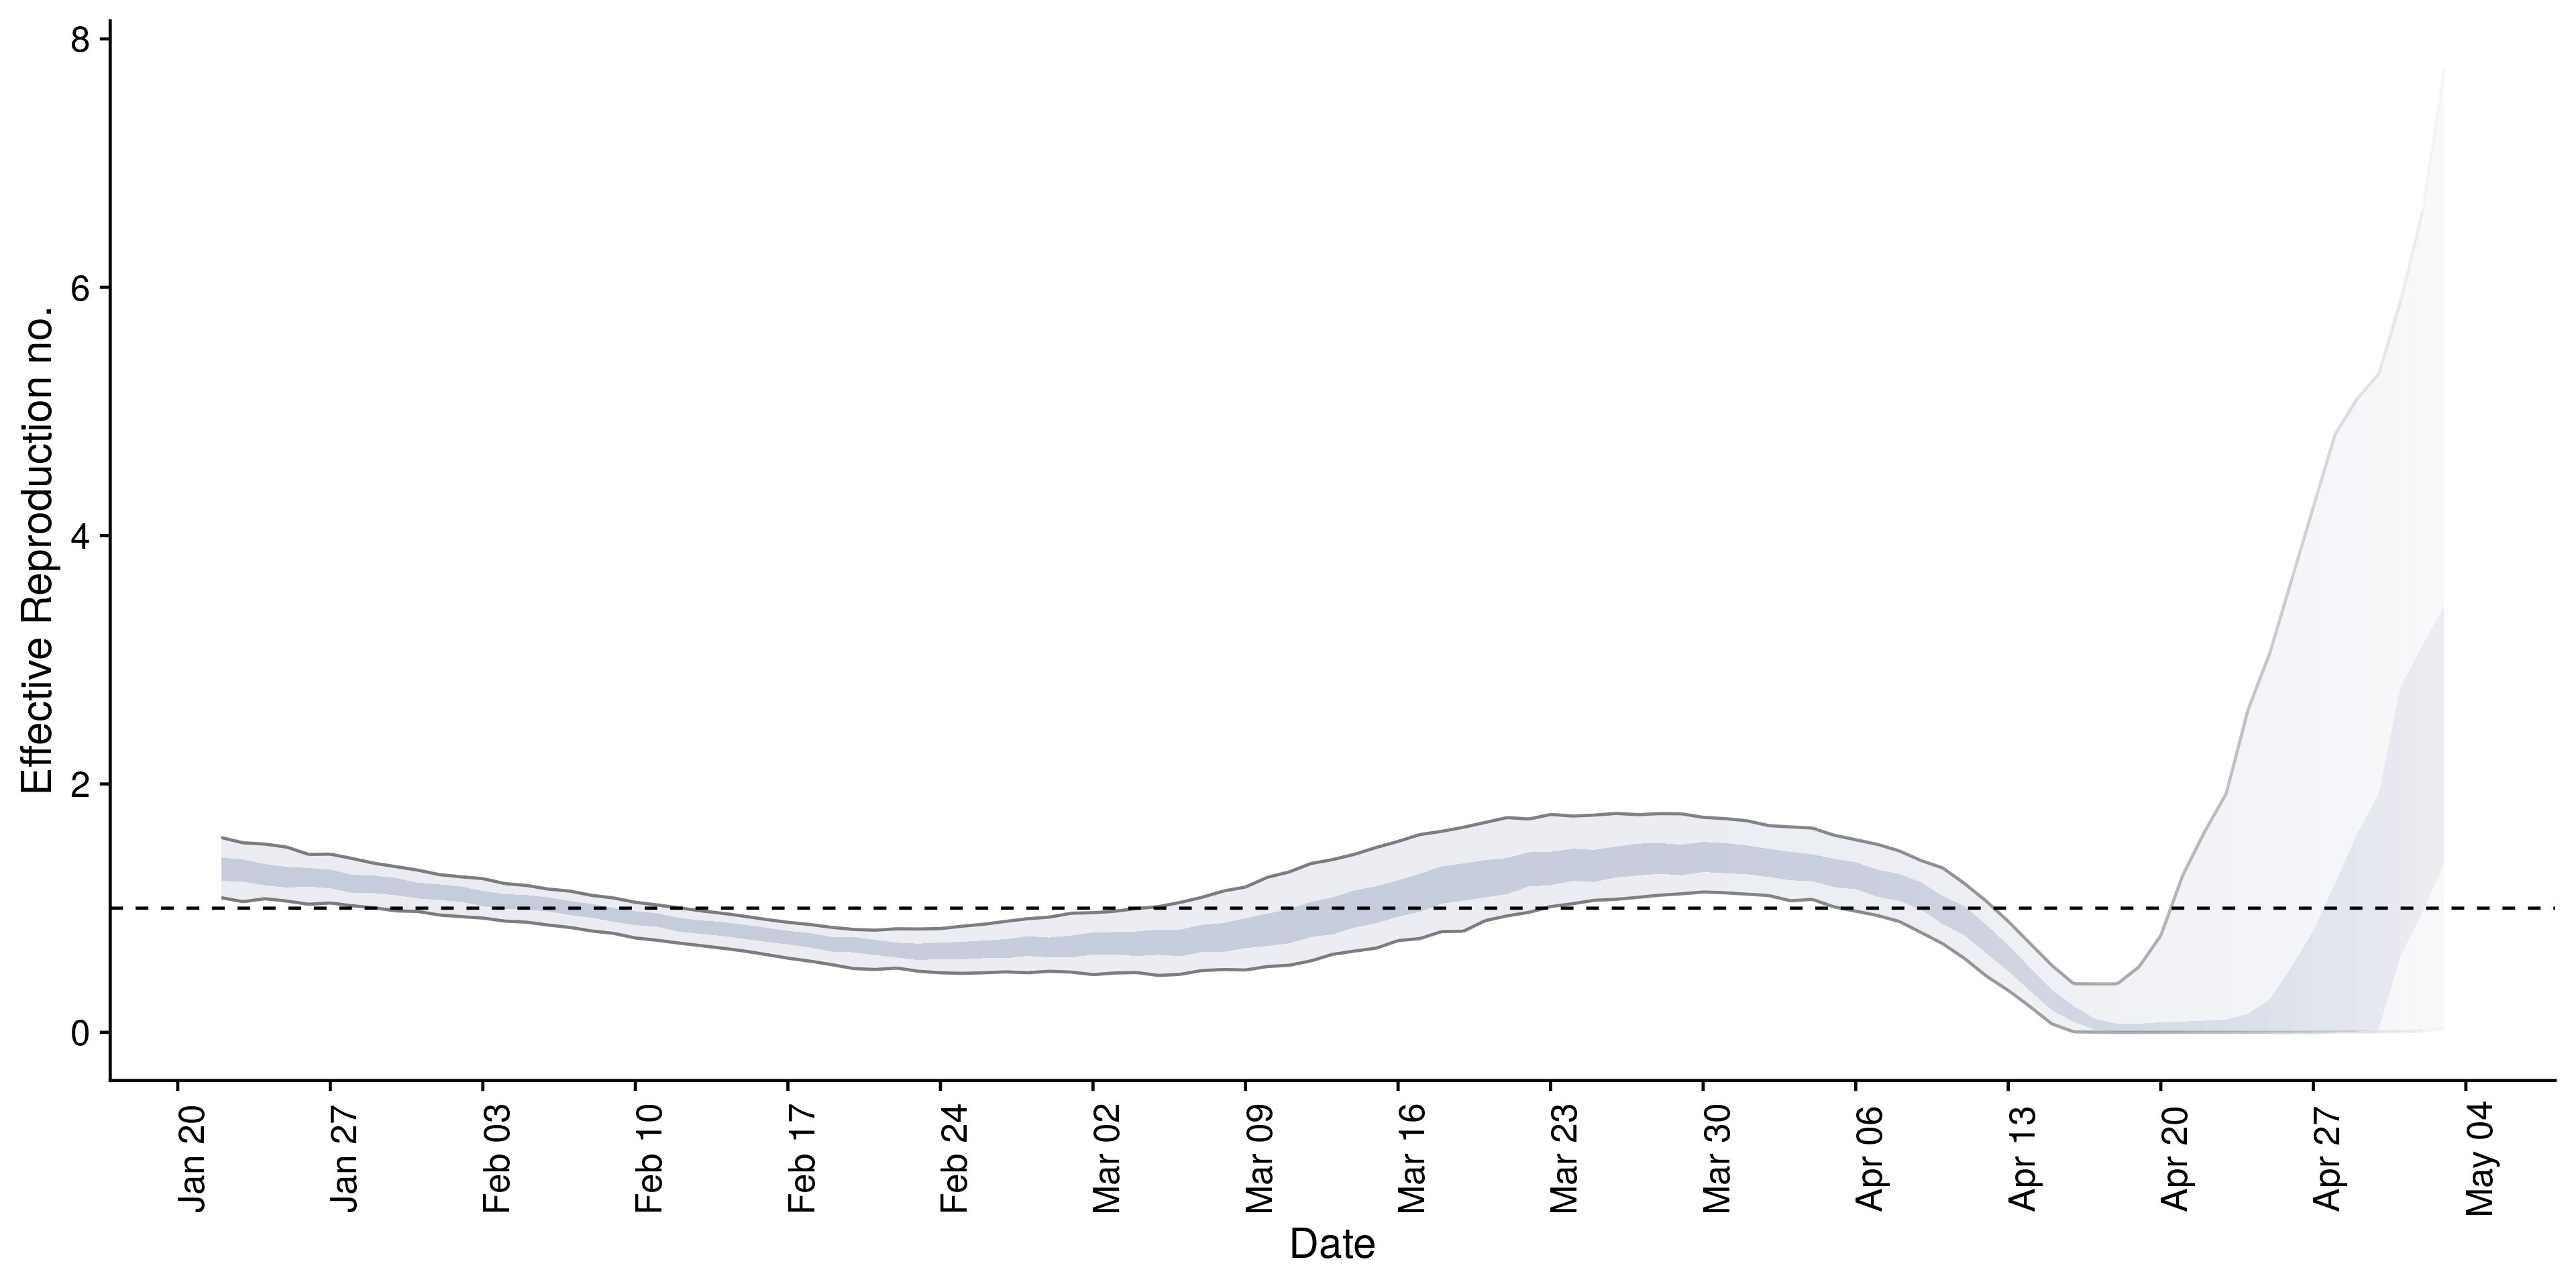 Effective Reproduction no.
8
6
4
2
0
Jan 20
Jan 27
Feb 03
Feb 10
Feb 17
Feb 24
Mar 02
Mar 09
Mar 16
Mar 23
Mar 30
Apr 06
Apr 13
Apr 20
Apr 27
May 04
Date